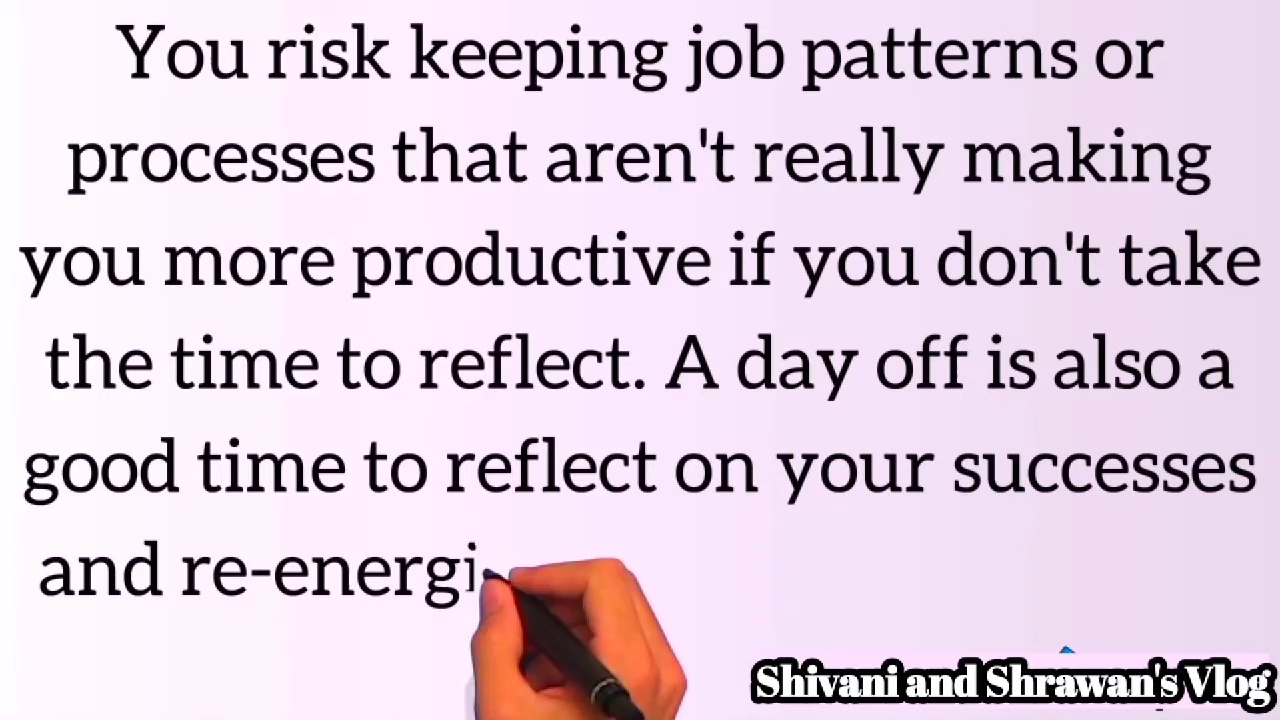 You risk keeping job patterns or
processes that aren't really making
you more productive if you don't take
the time to reflect. A day off is also a
good time to reflect on your successes
and re-energi
Shivani and Shrawan's Vlog